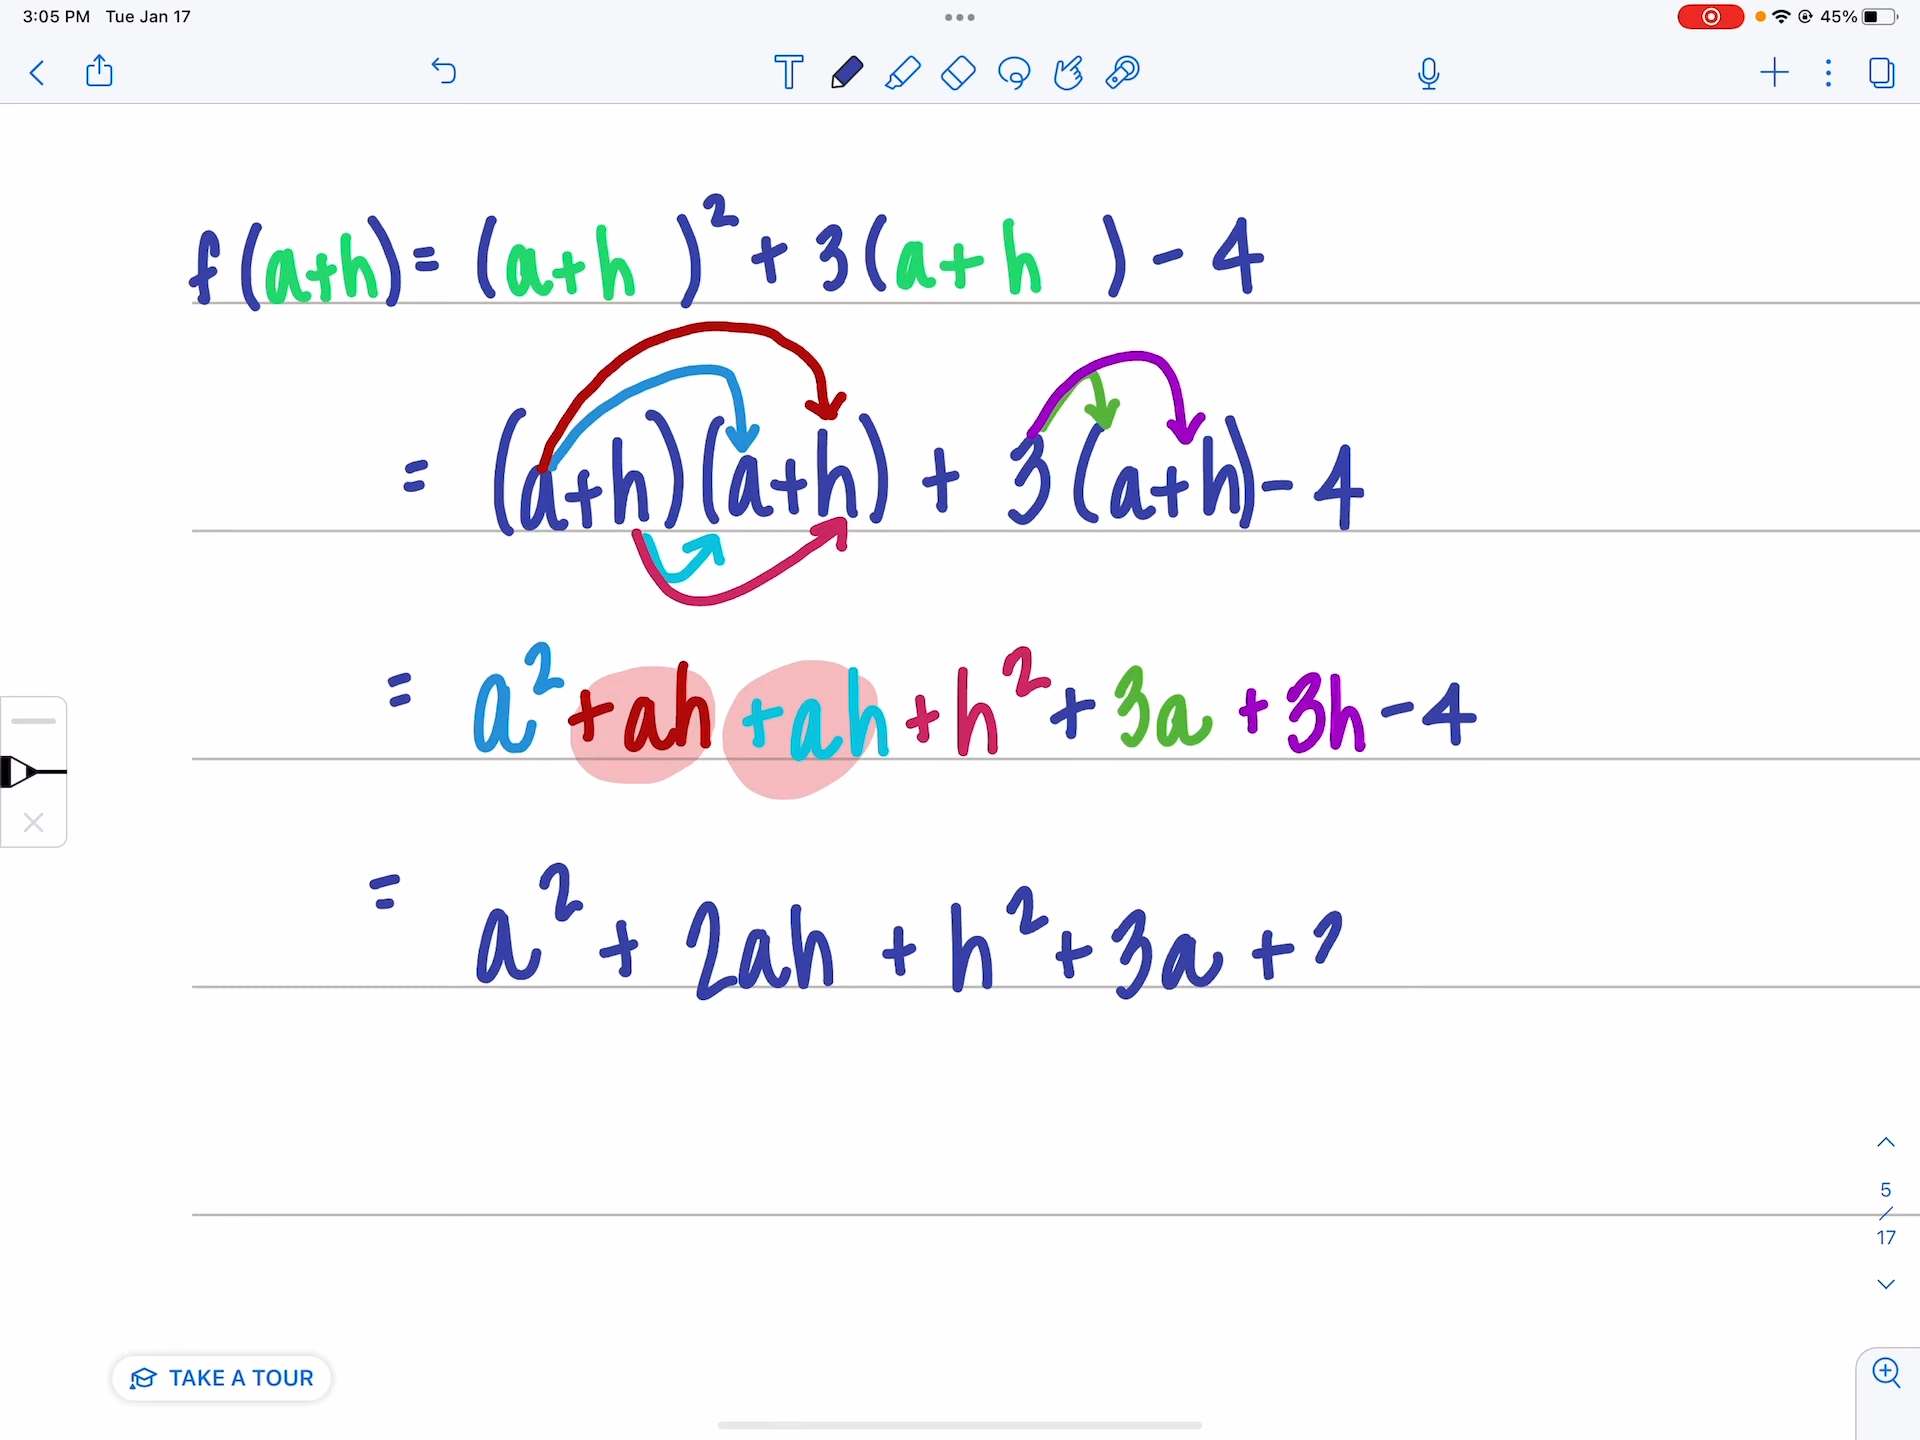 3:05 PM Tue Jan 17
45%
f(a+h) = (a+h )² + 3(a+h ) - 4
= (a+h)(a+h) + 3(a+h) - 4
= a² + ah + ah + h² + 3a + 3h - 4
= a² + 2ah + h² + 3a +
5
/
17
TAKE A TOUR